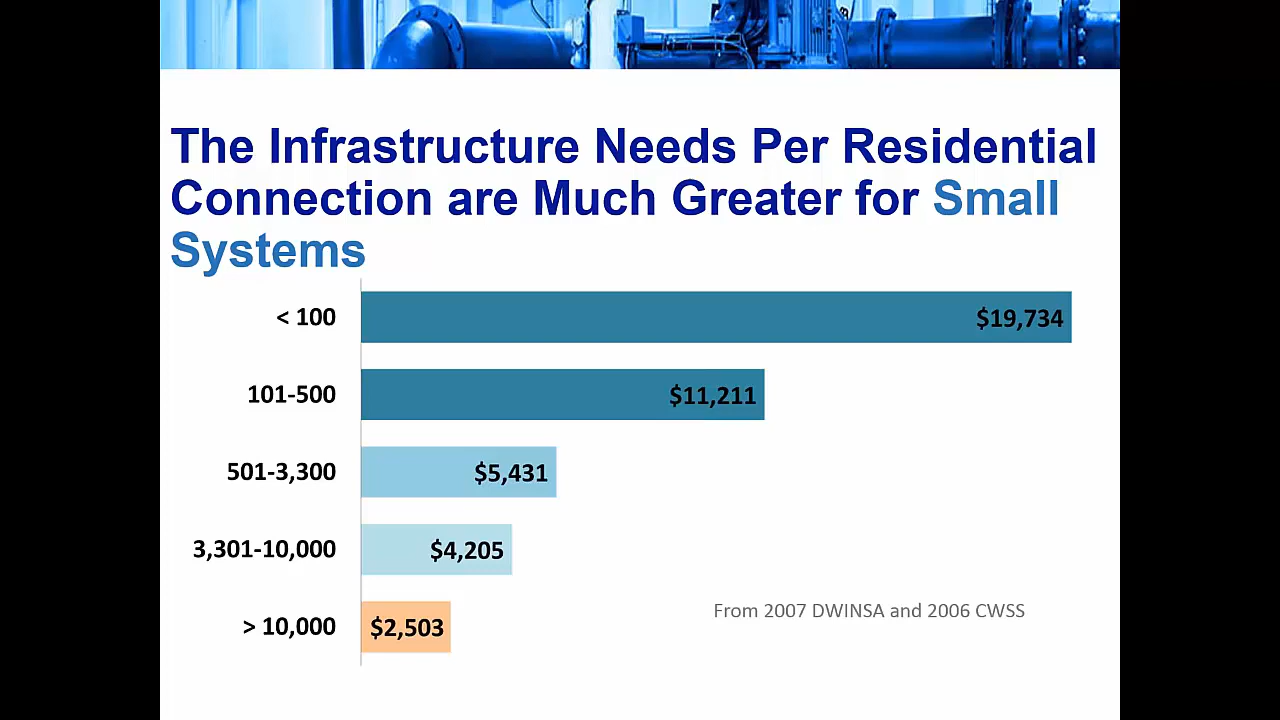 The Infrastructure Needs Per Residential
Connection are Much Greater for Small
Systems
< 100
$19,734
101-500
$11,211
501-3,300
$5,431
3,301-10,000
$4,205
> 10,000
$2,503
From 2007 DWINSA and 2006 CWSS